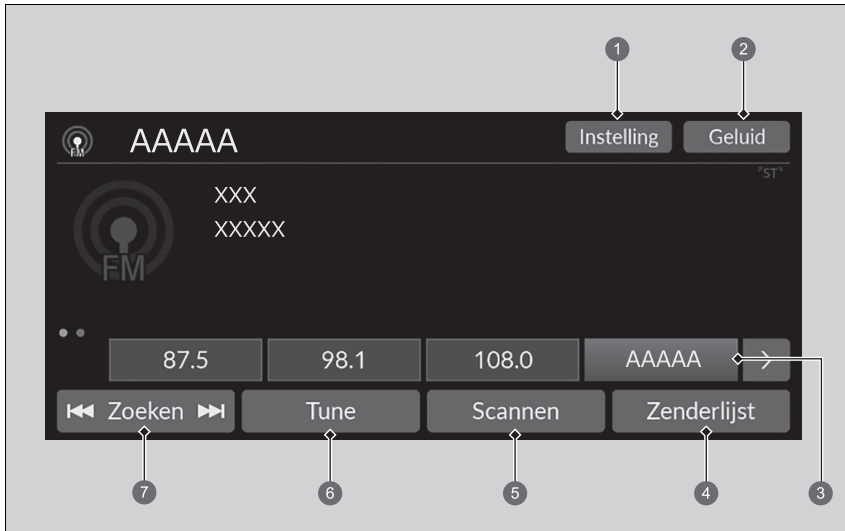 1 2
FM AAAAA Instelling Geluid
"ST"
XXX
XXXXX
FM
87.5 98.1 108.0 AAAAA >
Zoeken Tune Scannen Zenderlijst
7 6 5 4 3